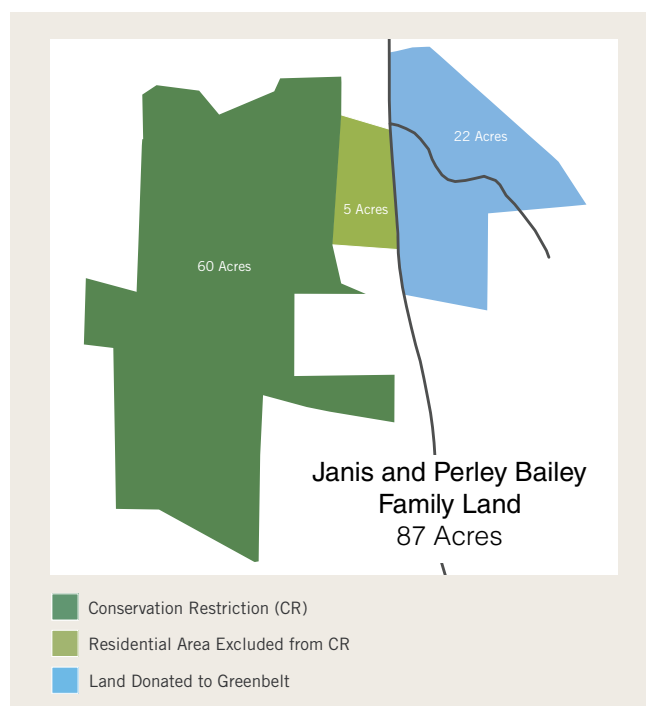 22 Acres
5 Acres
60 Acres
Janis and Perley Bailey
Family Land
87 Acres
Conservation Restriction (CR)
Residential Area Excluded from CR
Land Donated to Greenbelt